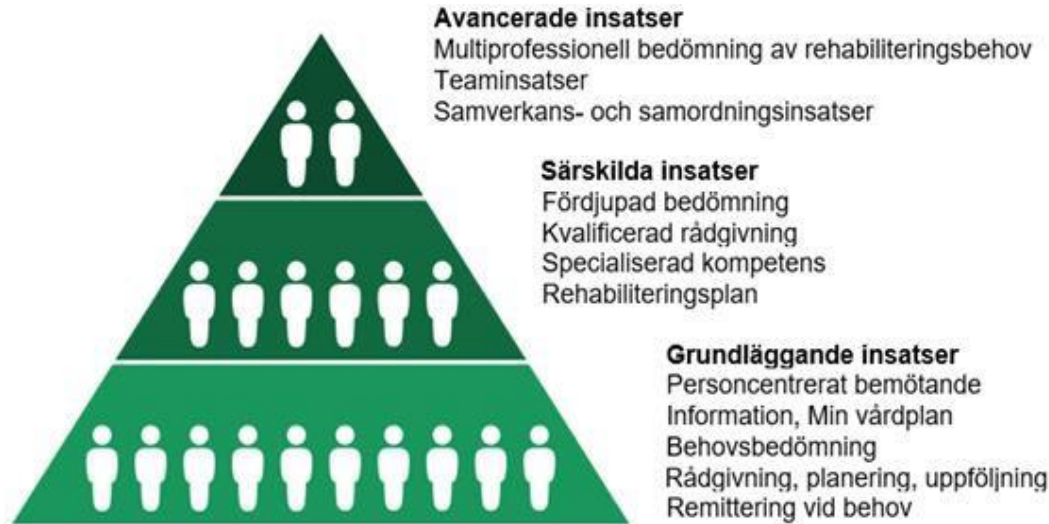 Avancerade insatser
Multiprofessionell bedömning av rehabiliteringsbehov
Teaminsatser
Samverkans- och samordningsinsatser
Särskilda insatser
Fördjupad bedömning
Kvalificerad rådgivning
Specialiserad kompetens
Rehabiliteringsplan
Grundläggande insatser
Personcentrerat bemötande
Information, Min vårdplan
Behovsbedömning
Rådgivning, planering, uppföljning
Remittering vid behov